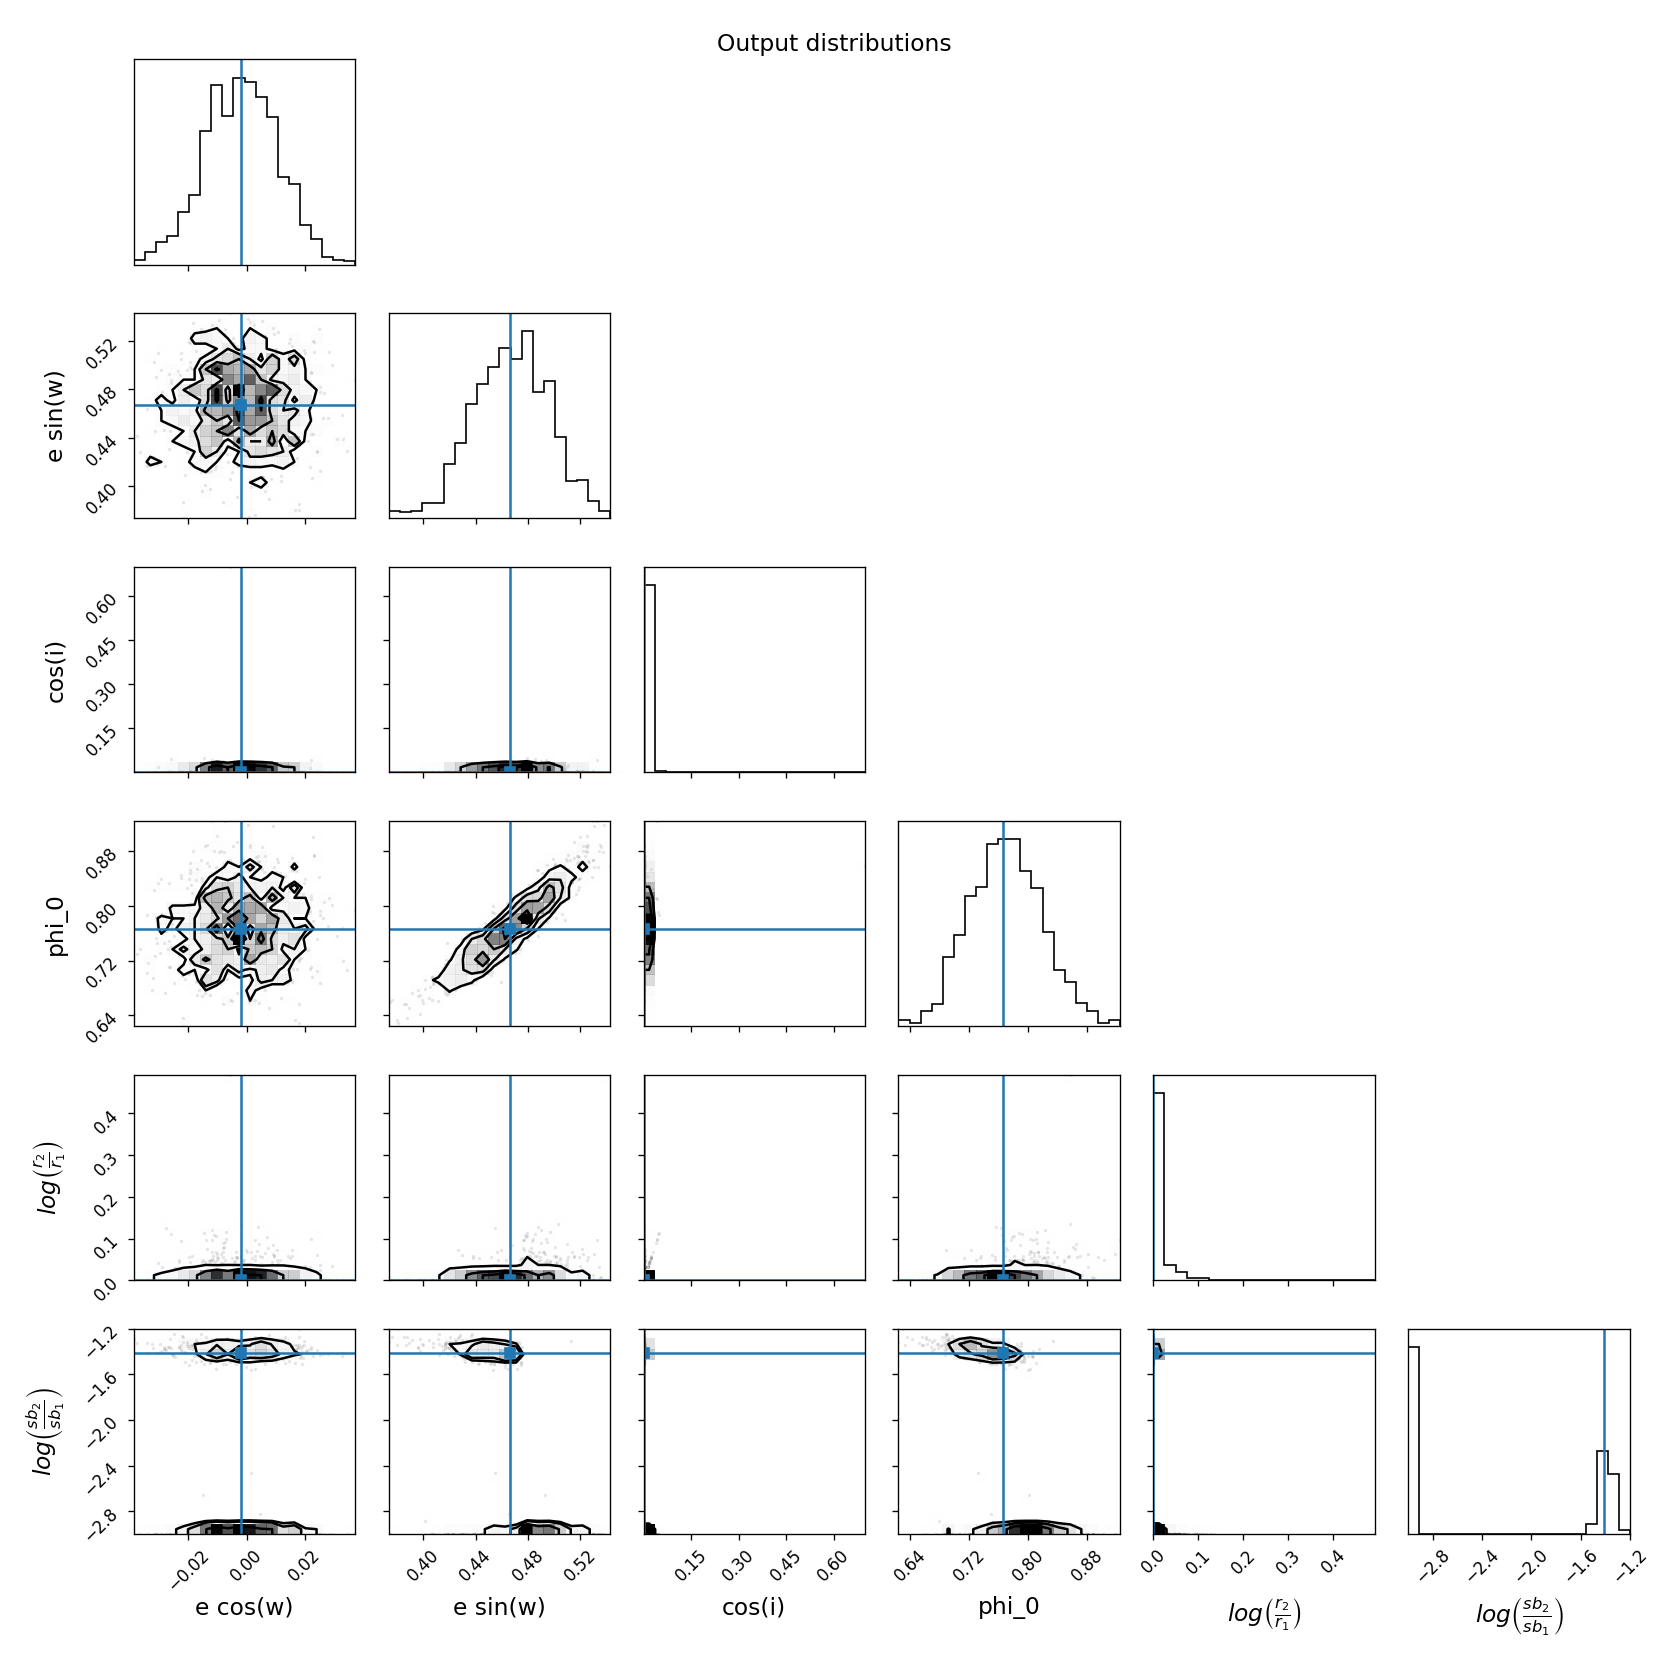 Output distributions
e sin(w)
0.52
0.48
0.44
0.40
cos(i)
0.60
0.45
0.30
0.15
phi_0
0.88
0.80
0.72
0.64
log(r₂/r₁)
0.4
0.3
0.2
0.1
0.0
log(sb₂/sb₁)
−1.2
−1.6
−2.0
−2.4
−2.8
−0.02 0.00 0.02
0.40 0.44 0.48 0.52
0.15 0.30 0.45 0.60
0.64 0.72 0.80 0.88
0.0 0.1 0.2 0.3 0.4
−2.8 −2.4 −2.0 −1.6 −1.2
e cos(w)
e sin(w)
cos(i)
phi_0
log(r₂/r₁)
log(sb₂/sb₁)